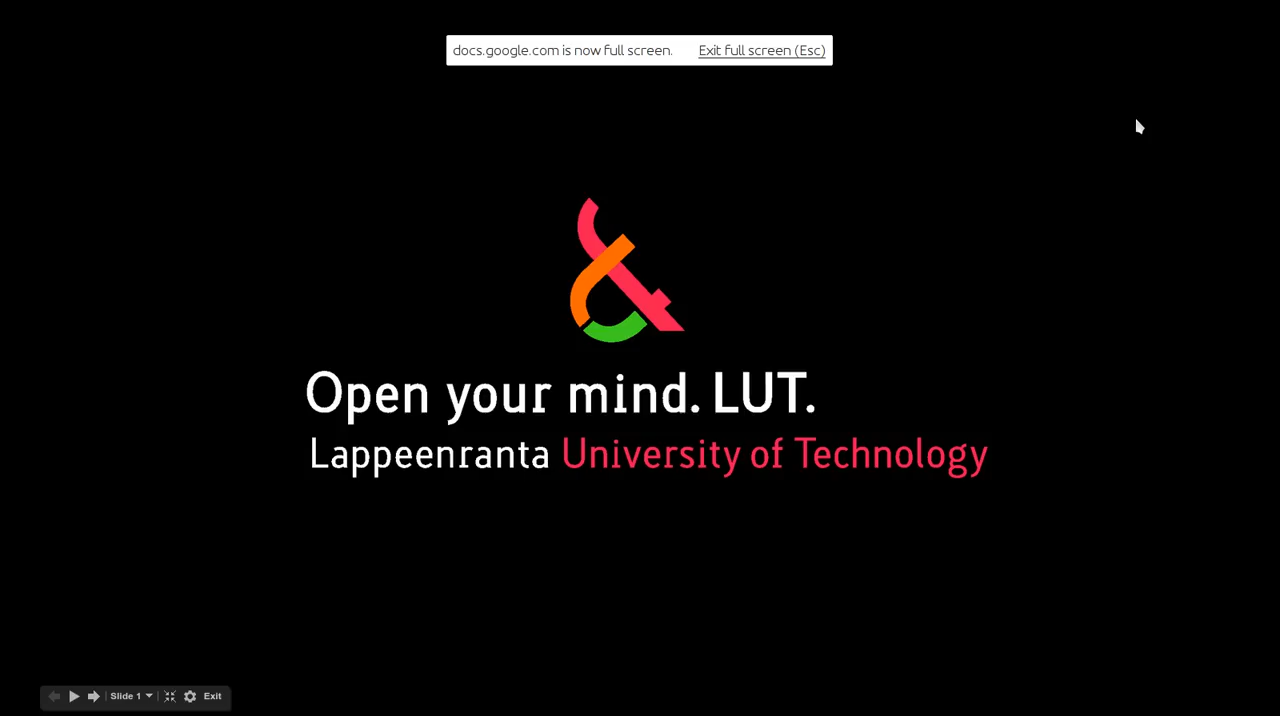 docs.google.com is now full screen. Exit full screen (Esc)
Open your mind. LUT.
Lappeenranta University of Technology
Slide 1 Exit